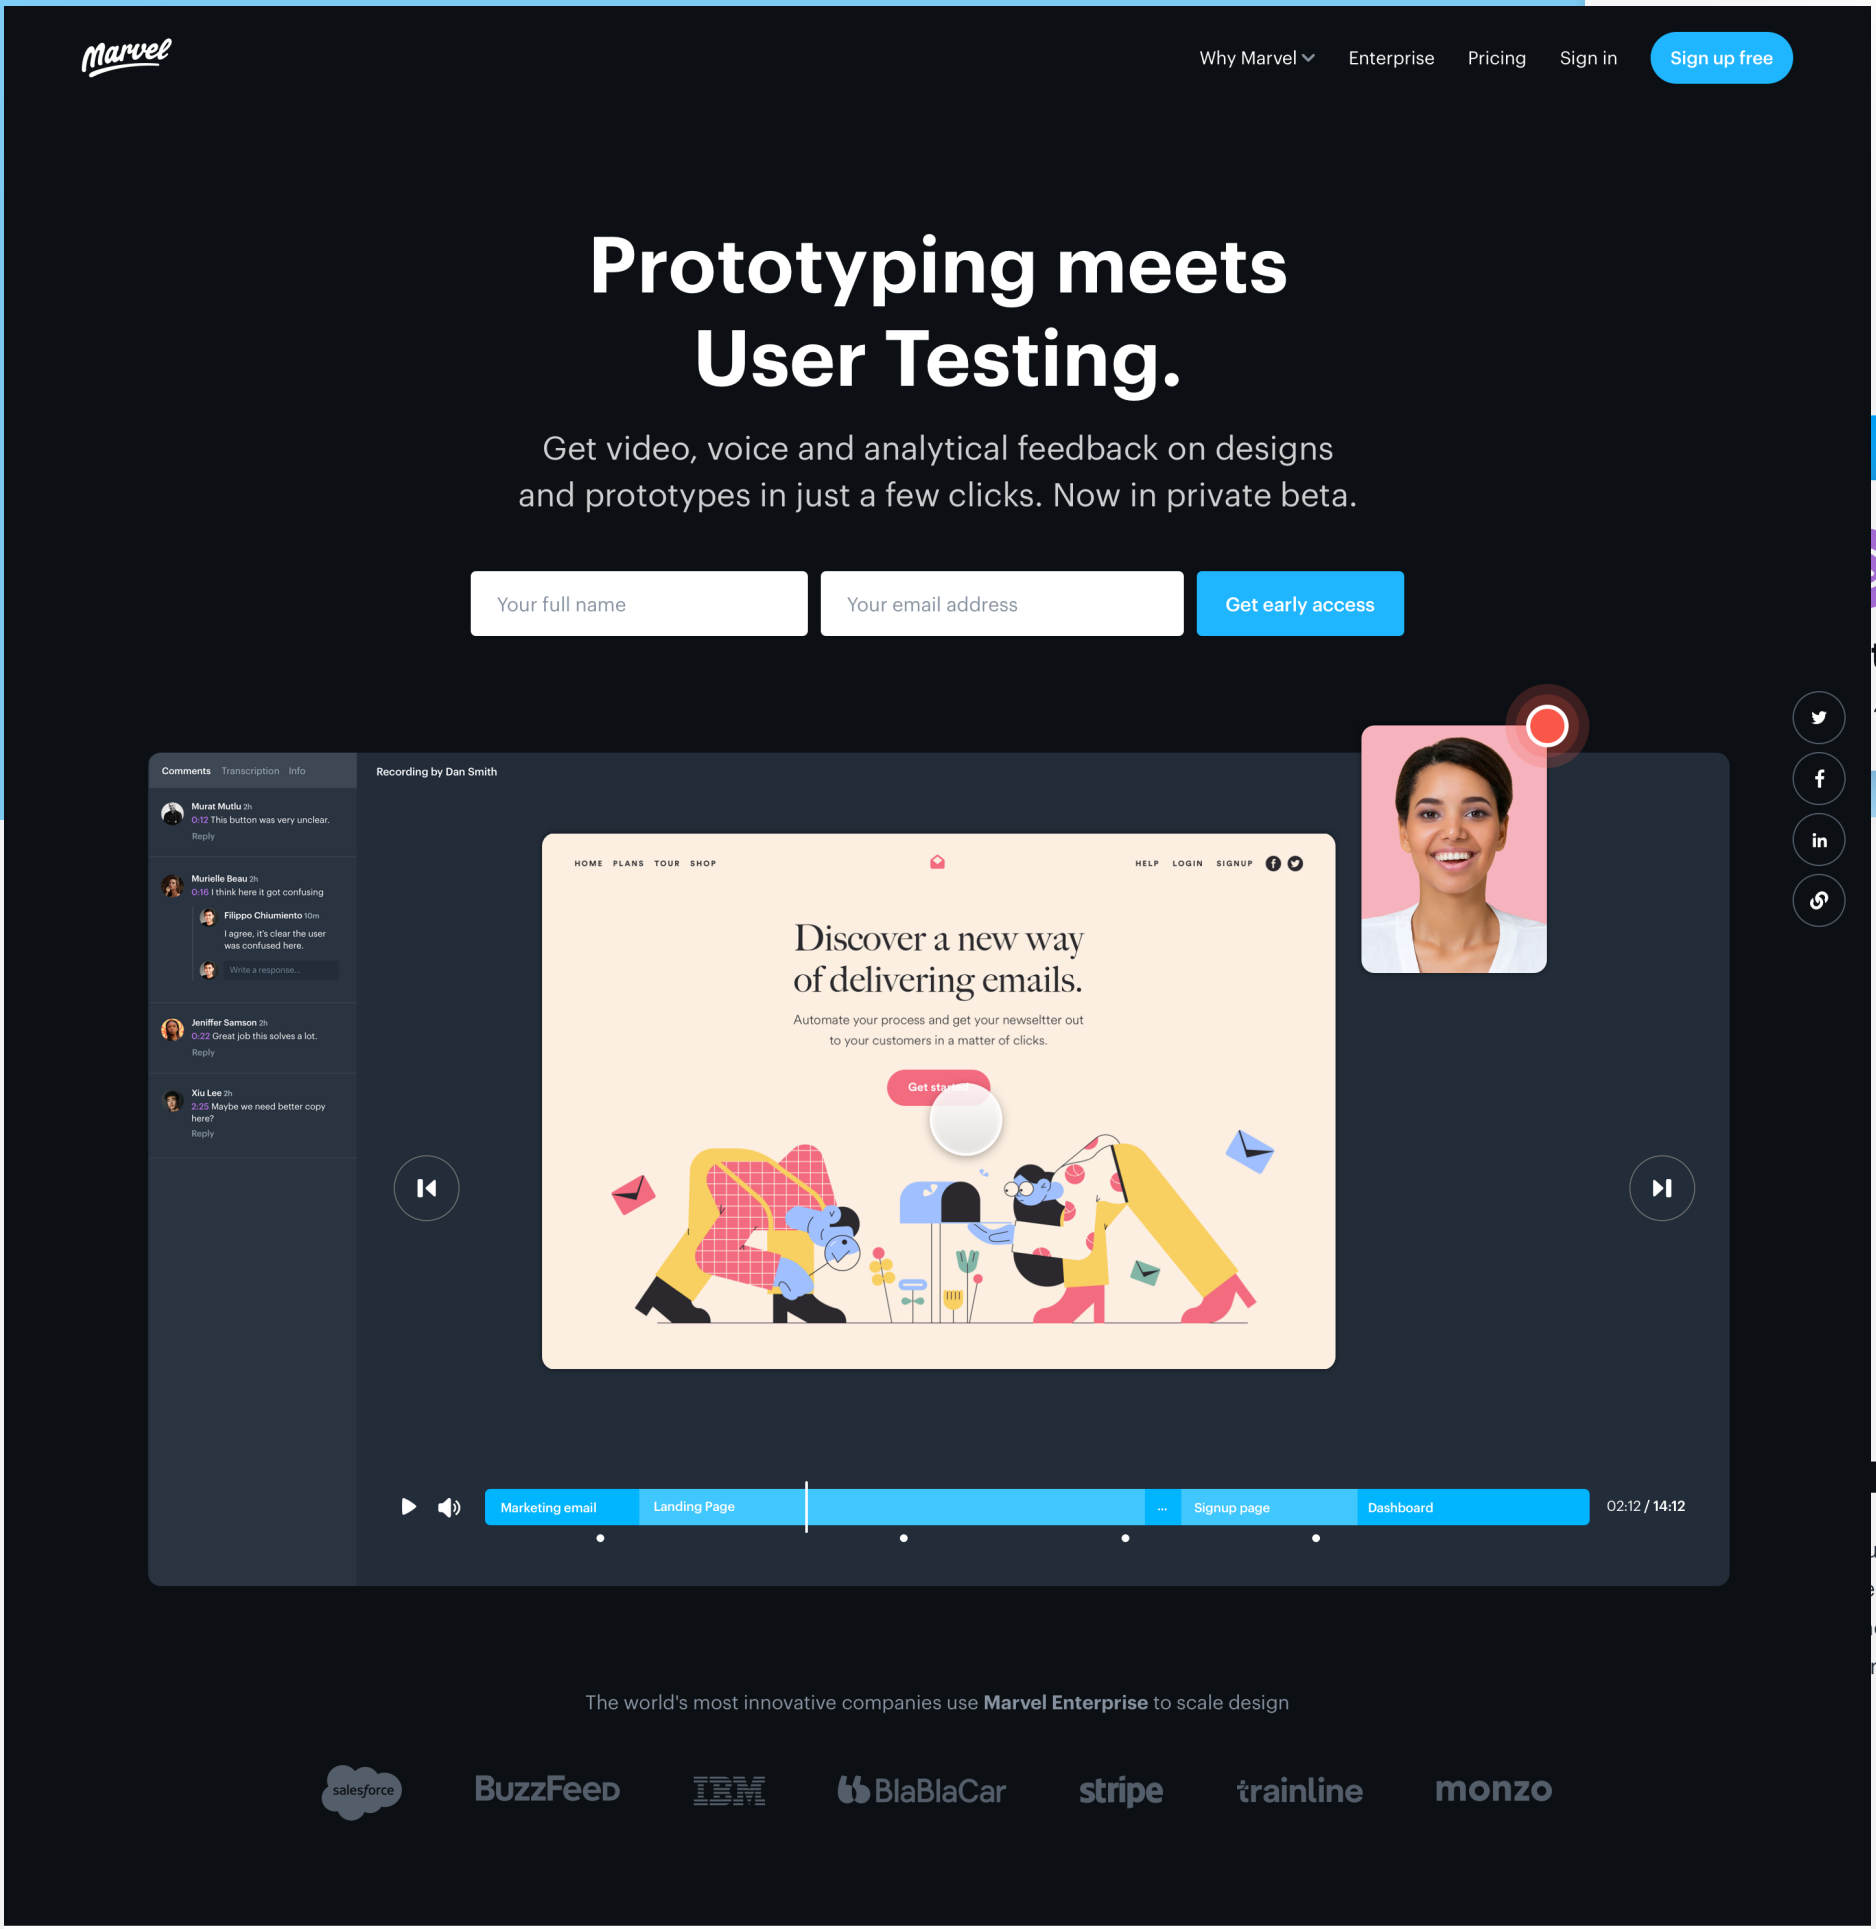 Marvel
Why Marvel
Enterprise
Pricing
Sign in
Sign up free
Prototyping meets
User Testing.
Get video, voice and analytical feedback on designs
and prototypes in just a few clicks. Now in private beta.
Your full name
Your email address
Get early access
Comments Transcription Info
Recording by Dan Smith
Murat Mutlu 2h
0:12 This button was very unclear.
Reply
Murielle Beau 2h
0:16 I think here it got confusing
Filippo Chiumiento 10m
I agree, it's clear the user
was confused here.
Write a response...
Jeniffer Samson 2h
0:22 Great job this solves a lot.
Reply
Xiu Lee 2h
2:25 Maybe we need better copy
here?
Reply
HOME PLANS TOUR SHOP
HELP LOGIN SIGNUP
Discover a new way
of delivering emails.
Automate your process and get your newseltter out
to your customers in a matter of clicks.
Get started
Marketing email
Landing Page
...
Signup page
Dashboard
02:12 / 14:12
The world's most innovative companies use Marvel Enterprise to scale design
salesforce
BuzzFeed
IBM
BlaBlaCar
stripe
trainline
monzo